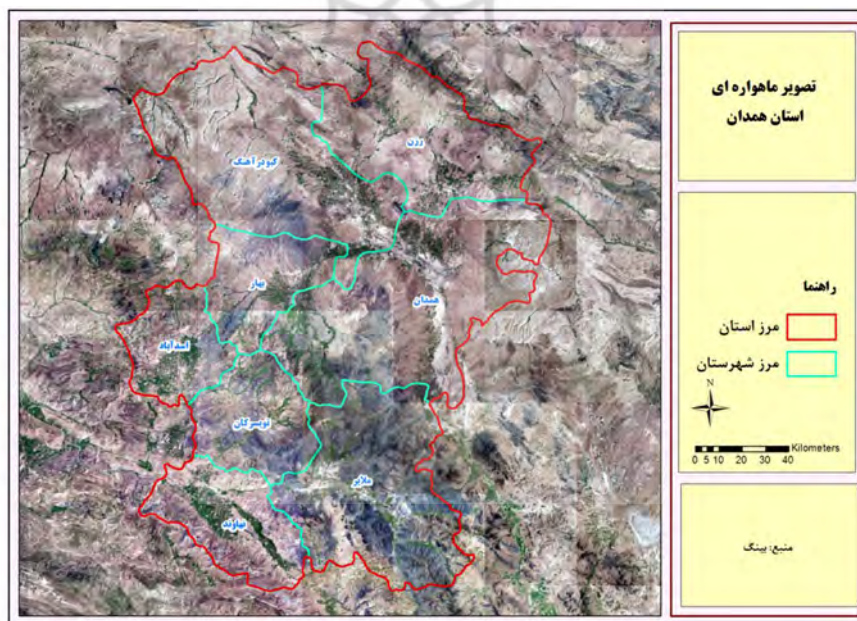 تصویر ماهواره ای
استان همدان
رزن
کبودرآهنگ
بهار
همدان
اسدآباد
تویسرکان
ملایر
نهاوند
راهنما
مرز استان
مرز شهرستان
N
Kilometers
0 5 10 20 30 40
منبع: بینگ